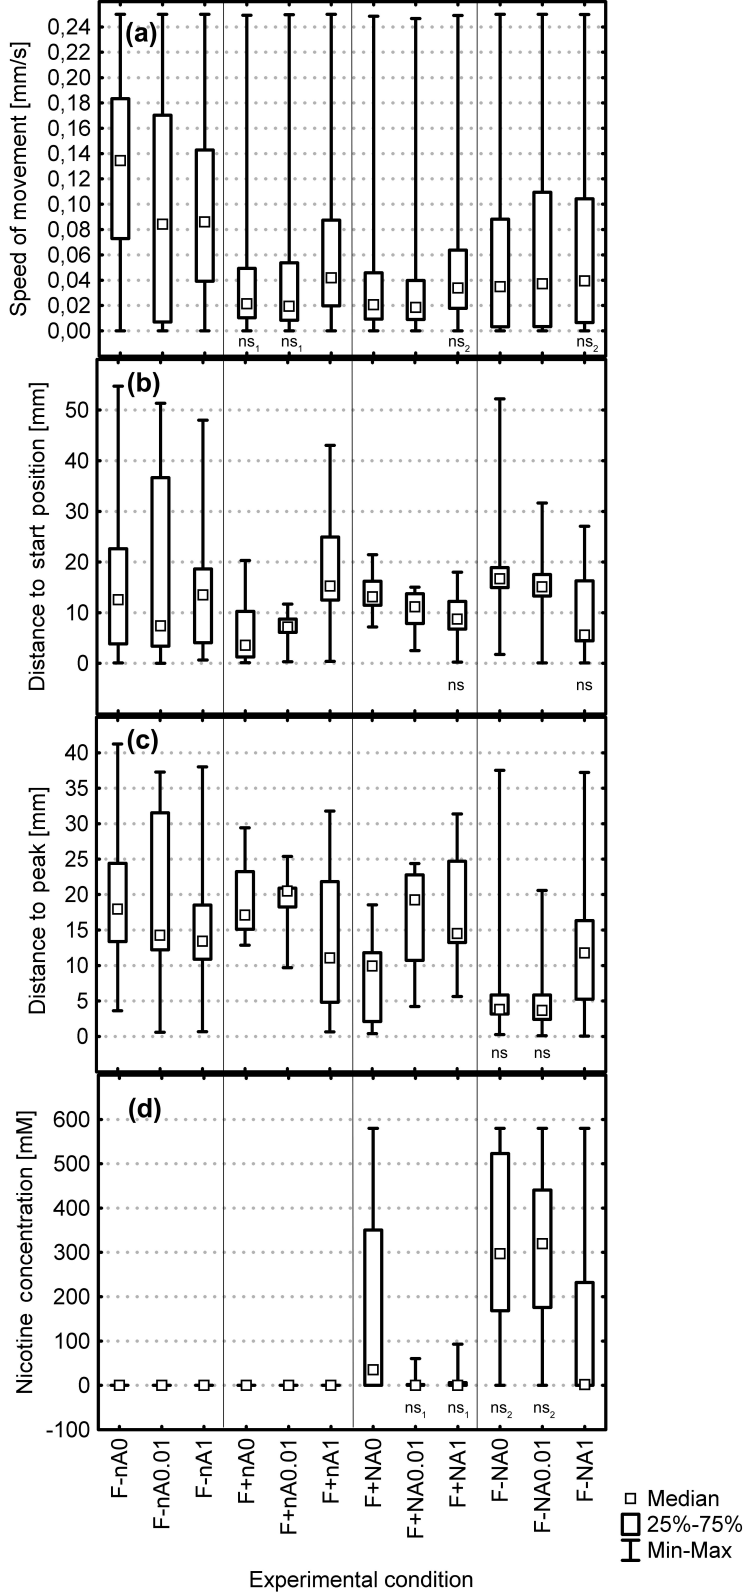 (a)
Speed of movement [mm/s]
0,24
0,22
0,20
0,18
0,16
0,14
0,12
0,10
0,08
0,06
0,04
0,02
0,00
ns1 ns1 ns2 ns2
(b)
Distance to start position [mm]
50
40
30
20
10
0
ns ns
(c)
Distance to peak [mm]
40
35
30
25
20
15
10
5
0
ns ns
(d)
Nicotine concentration [mM]
600
500
400
300
200
100
0
-100
ns1 ns1 ns2 ns2
F-nA0 F-nA0.01 F-nA1 F+nA0 F+nA0.01 F+nA1 F+NA0 F+NA0.01 F+NA1 F-NA0 F-NA0.01 F-NA1
Experimental condition
Median
25%-75%
Min-Max